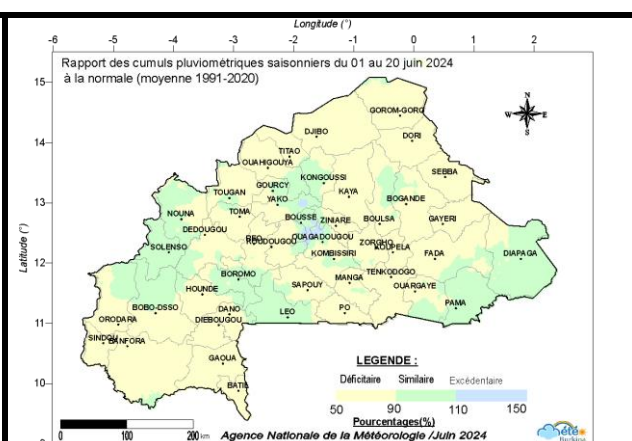 Longitude (°)
-6 -5 -4 -3 -2 -1 0 1 2
Rapport des cumuls pluviométriques saisonniers du 01 au 20 juin 2024
à la normale (moyenne 1991-2020)
15
N
W E
S
GOROM-GORO
14
DJIBO
DORI
TITAO
OUAHIGOUYA
SEBBA
KONGOUSSI
GOURCY
TOUGAN
KAYA
13
YAKO
BOGANDE
NOUNA
TOMA
BOUSSE
ZINIARE
BOULSA
GAYERI
DEDOUGOU
Latitude (°)
REO
KOUDOUGOU
OUAGADOUGOU
ZORGHO
KOUPELA
SOLENSO
KOMBISSIRI
FADA
DIAPAGA
12
BOROMO
TENKODOGO
MANGA
HOUNDE
SAPOUY
OUARGAYE
BOBO-DSSO
DANO
LEO
PO
PAMA
ORODARA
DIEBOUGOU
11
SINDOU
BANFORA
GAOUA
LEGENDE :
Déficitaire Similaire Excédentaire
10
BATIE
50 90 110 150
Pourcentages(%)
0 100 200 km
Agence Nationale de la Météorologie /Juin 2024
météo
Burkina